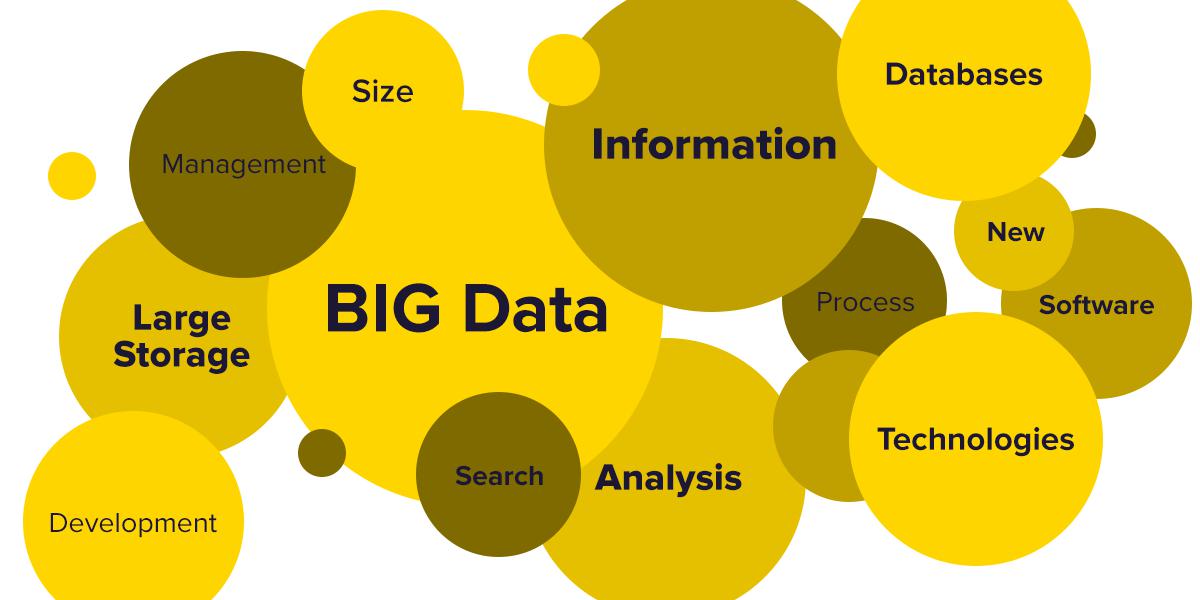 Size
Databases
Information
Management
New
Process
Software
BIG Data
Large
Storage
Technologies
Search
Analysis
Development